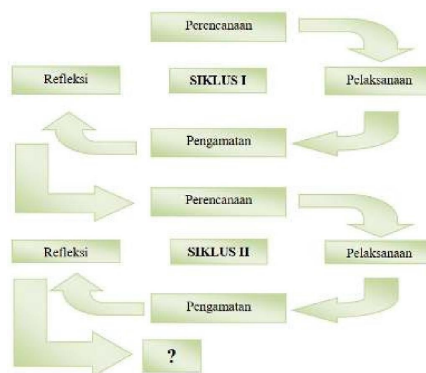 Perencanaan
Refleksi
SIKLUS I
Pelaksanaan
Pengamatan
Perencanaan
Refleksi
SIKLUS II
Pelaksanaan
Pengamatan
?